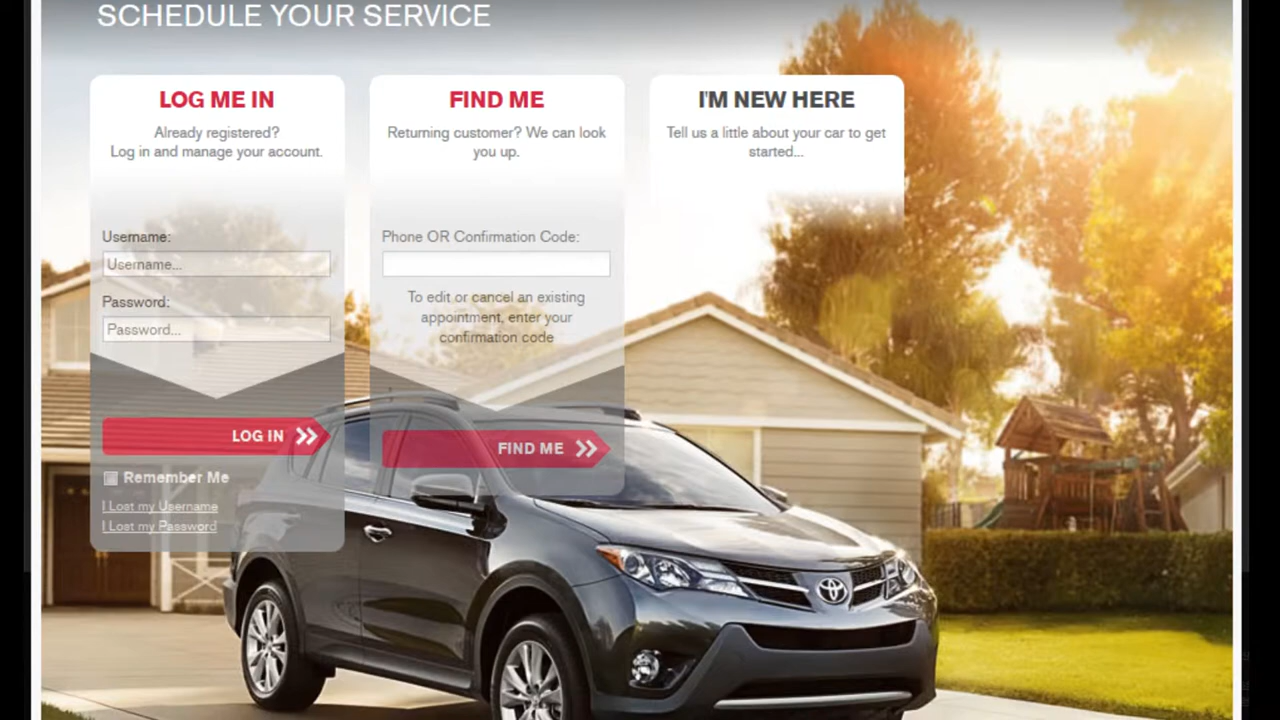 SCHEDULE YOUR SERVICE
LOG ME IN
Already registered?
Log in and manage your account.
Username:
Username...
Password:
Password...
LOG IN
Remember Me
I Lost my Username
I Lost my Password
FIND ME
Returning customer? We can look
you up.
Phone OR Confirmation Code:
To edit or cancel an existing
appointment, enter your
confirmation code
FIND ME
I'M NEW HERE
Tell us a little about your car to get
started...